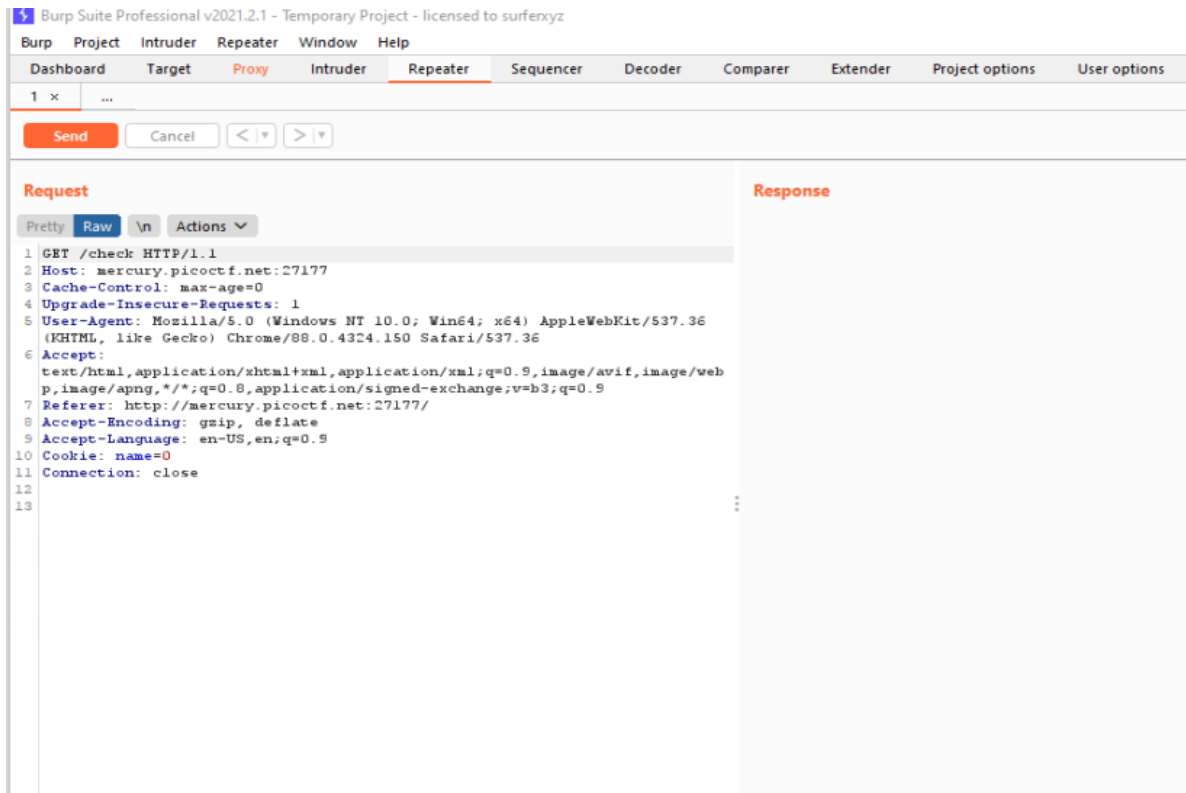 Burp Suite Professional v2021.2.1 - Temporary Project - licensed to surferxyz
Burp Project Intruder Repeater Window Help
Dashboard Target Proxy Intruder Repeater Sequencer Decoder Comparer Extender Project options User options
1 × ...
Send Cancel < > 
Request Response
Pretty Raw \n Actions
1 GET /check HTTP/1.1
2 Host: mercury.picoctf.net:27177
3 Cache-Control: max-age=0
4 Upgrade-Insecure-Requests: 1
5 User-Agent: Mozilla/5.0 (Windows NT 10.0; Win64; x64) AppleWebKit/537.36
(KHTML, like Gecko) Chrome/88.0.4324.150 Safari/537.36
6 Accept:
text/html,application/xhtml+xml,application/xml;q=0.9,image/avif,image/web
p,image/apng,*/*;q=0.8,application/signed-exchange;v=b3;q=0.9
7 Referer: http://mercury.picoctf.net:27177/
8 Accept-Encoding: gzip, deflate
9 Accept-Language: en-US,en;q=0.9
10 Cookie: name=0
11 Connection: close
12
13